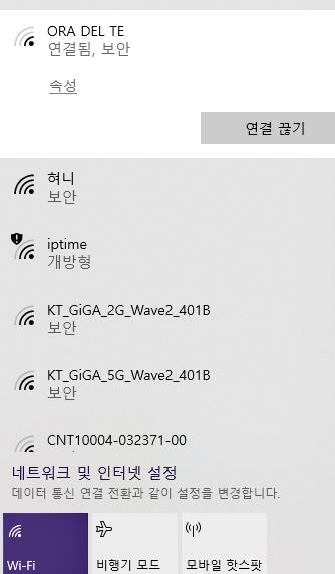 ORA DEL TE
연결됨, 보안
속성
연결 끊기
혀니
보안
iptime
개방형
KT_GiGA_2G_Wave2_401B
보안
KT_GiGA_5G_Wave2_401B
보안
CNT10004-032371-00
네트워크 및 인터넷 설정
데이터 통신 연결 전환과 같이 설정을 변경합니다.
Wi-Fi
비행기 모드
모바일 핫스팟